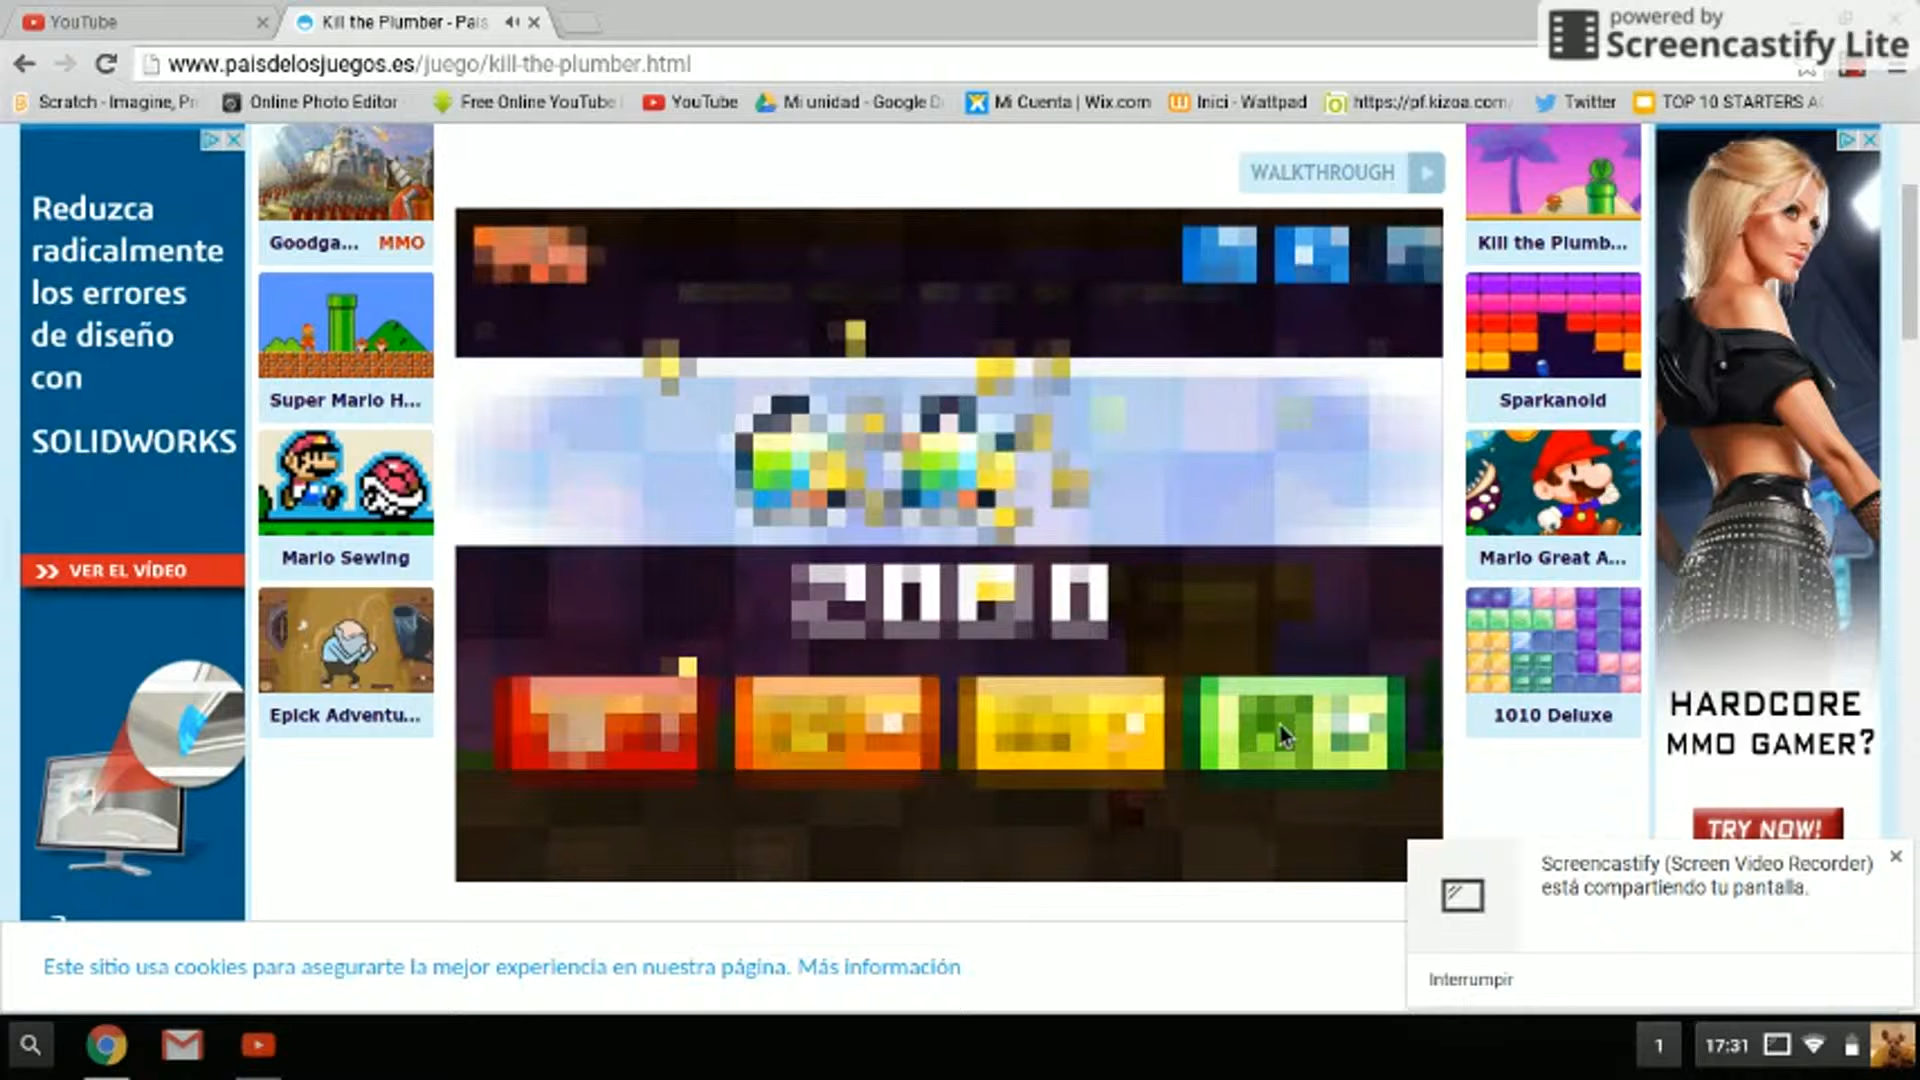 YouTube
Kill the Plumber - País
powered by
Screencastify Lite
www.paisdelosjuegos.es/juego/kill-the-plumber.html
Scratch - Imagine, Pr
Online Photo Editor
Free Online YouTube
YouTube
Mi unidad - Google D
Mi Cuenta | Wix.com
Inici - Wattpad
https://pf.kizoa.com/
Twitter
TOP 10 STARTERS
WALKTHROUGH
Reduzca
radicalmente
los errores
de diseño
con
SOLIDWORKS
VER EL VÍDEO
Goodga... MMO
Super Mario H...
Mario Sewing
Epick Adventu...
Kill the Plumb...
Sparkanoid
Mario Great A...
1010 Deluxe
HARDCORE
MMO GAMER?
TRY NOW!
Screencastify (Screen Video Recorder)
está compartiendo tu pantalla.
Interrumpir
Este sitio usa cookies para asegurarte la mejor experiencia en nuestra página. Más información
1
17:31